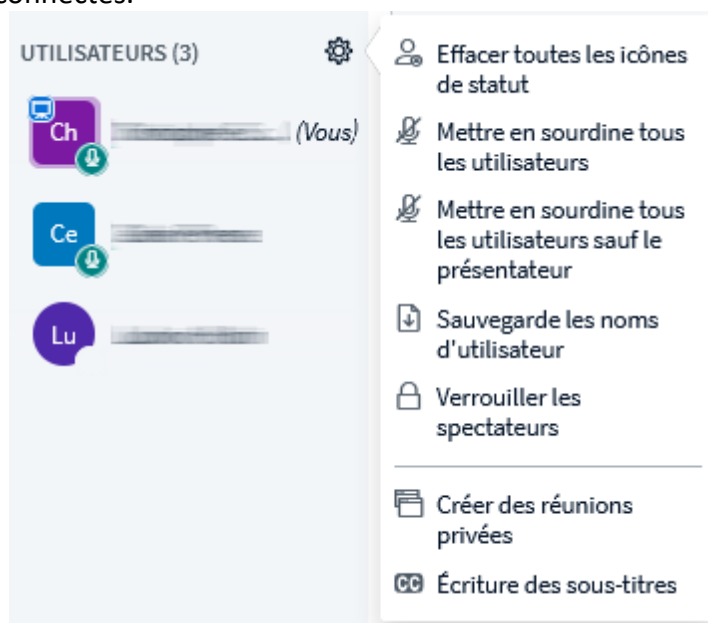 connectés.
UTILISATEURS (3)
Ch
(Vous)
Ce
Lu
Effacer toutes les icônes
de statut
Mettre en sourdine tous
les utilisateurs
Mettre en sourdine tous
les utilisateurs sauf le
présentateur
Sauvegarde les noms
d'utilisateur
Verrouiller les
spectateurs
Créer des réunions
privées
CC Écriture des sous-titres